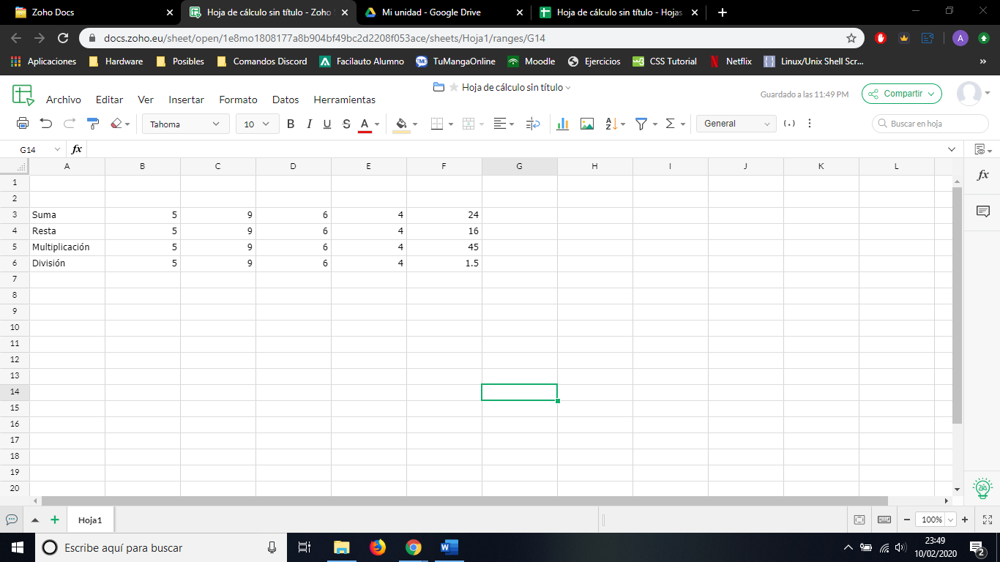 Zoho Docs
Hoja de cálculo sin título - Zoho S
Mi unidad - Google Drive
Hoja de cálculo sin título - Hojas
docs.zoho.eu/sheet/open/1e8mo1808177a8b904bf49bc2d2208f053ace/sheets/Hoja1/ranges/G14
A
Aplicaciones Hardware Posibles Comandos Discord Facilauto Alumno TuMangaOnline Moodle Ejercicios CSS Tutorial Netflix Linux/Unix Shell Scr...
Hoja de cálculo sin título
Archivo Editar Ver Insertar Formato Datos Herramientas
Guardado a las 11:49 PM
Compartir
Tahoma 10 B I U S A General (.) Buscar en hoja
G14 fx
A B C D E F G H I J K L
1
2
3 Suma 5 9 6 4 24
4 Resta 5 9 6 4 16
5 Multiplicación 5 9 6 4 45
6 División 5 9 6 4 1.5
7
8
9
10
11
12
13
14
15
16
17
18
19
20
fx
Hoja1
100%
Escribe aquí para buscar
23:49
10/02/2020
2